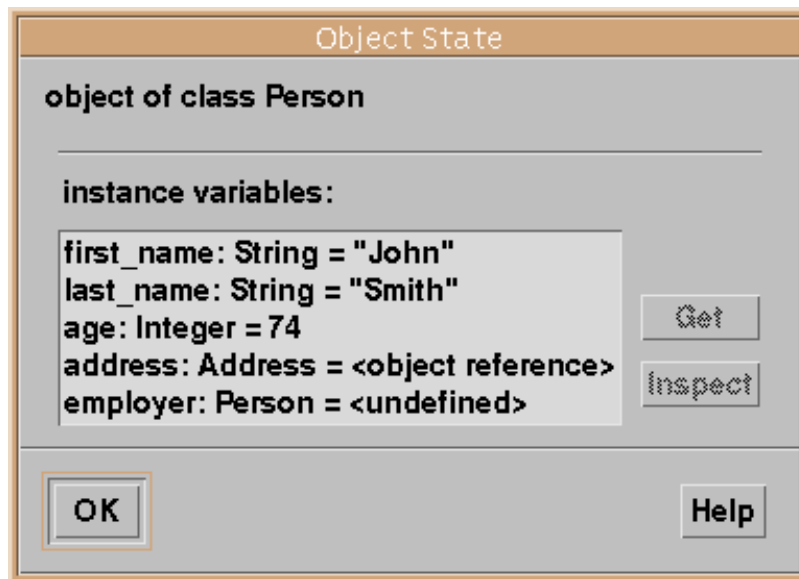 Object State
object of class Person
instance variables:
first_name: String = "John"
last_name: String = "Smith"
age: Integer = 74
address: Address = <object reference>
employer: Person = <undefined>
Get
Inspect
OK
Help